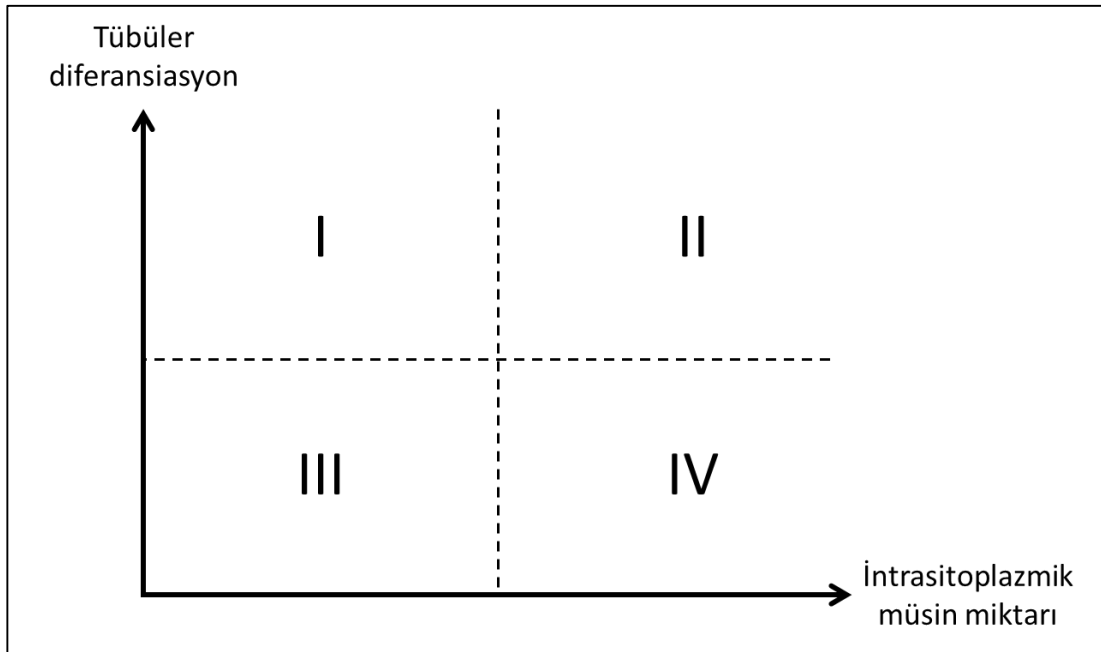 Tübüler
diferansiasyon
I
II
III
IV
İntrasitoplazmik
müsin miktarı